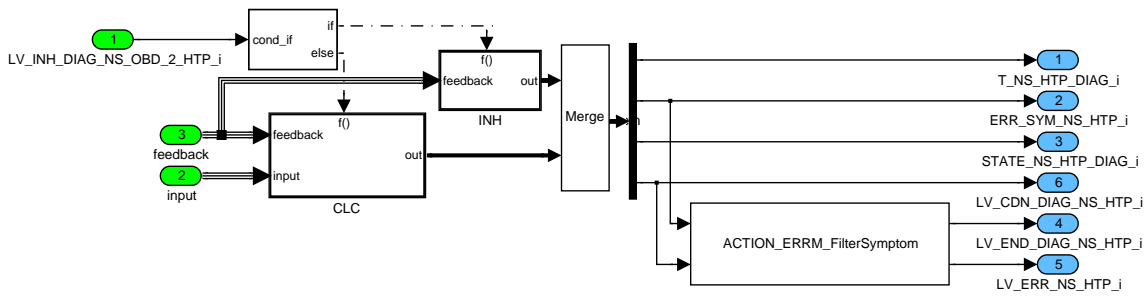 1
LV_INH_DIAG_NS_OBD_2_HTP_i
cond_if
if
else
f()
feedback
out
INH
3
feedback
2
input
f()
feedback
input
out
CLC
Merge
1
T_NS_HTP_DIAG_i
2
ERR_SYM_NS_HTP_i
3
STATE_NS_HTP_DIAG_i
6
LV_CDN_DIAG_NS_HTP_i
ACTION_ERRM_FilterSymptom
4
LV_END_DIAG_NS_HTP_i
5
LV_ERR_NS_HTP_i